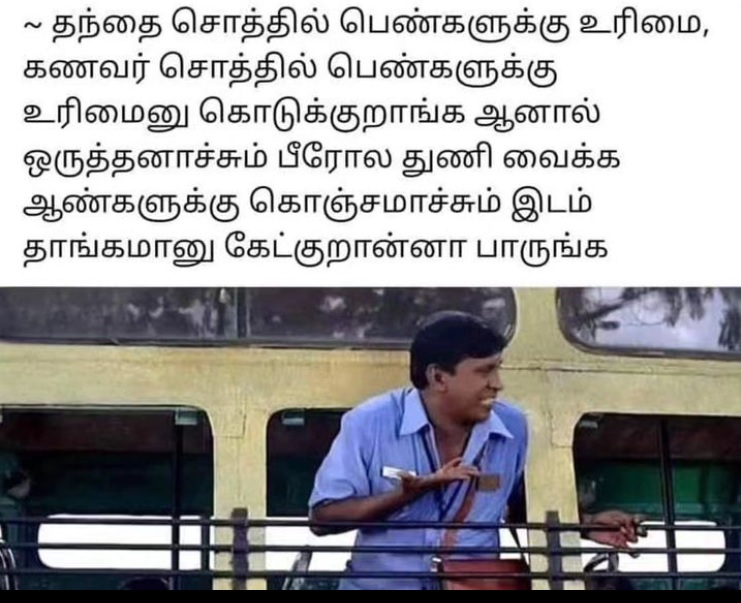 ~ தந்தை சொத்தில் பெண்களுக்கு உரிமை,
கணவர் சொத்தில் பெண்களுக்கு
உரிமைனு கொடுக்குறாங்க ஆனால்
ஒருத்தனாச்சும் பீரோல துணி வைக்க
ஆண்களுக்கு கொஞ்சமாச்சும் இடம்
தாங்கமானு கேட்குறான்னா பாருங்க